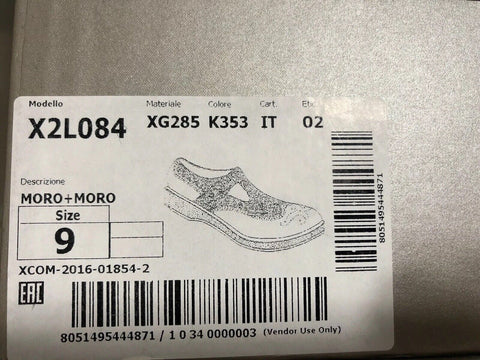 Modello Materiale Colore Cart.
X2L084 XG285 K353 IT 02
Descrizione
MORO+MORO
Size
9
XCOM-2016-01854-2
EAC
8051495444871
8051495444871 / 1 0 34 0000003 (Vendor Use Only)